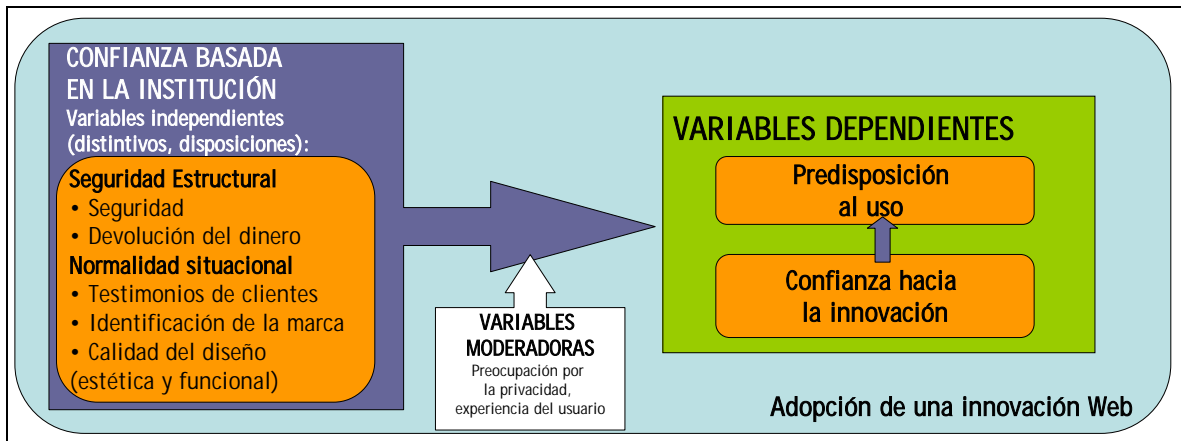 CONFIANZA BASADA
EN LA INSTITUCIÓN
Variables independientes
(distintivos, disposiciones):
Seguridad Estructural
• Seguridad
• Devolución del dinero
Normalidad situacional
• Testimonios de clientes
• Identificación de la marca
• Calidad del diseño
(estética y funcional)
VARIABLES
MODERADORAS
Preocupación por
la privacidad,
experiencia del usuario
VARIABLES DEPENDIENTES
Predisposición
al uso
Confianza hacia
la innovación
Adopción de una innovación Web